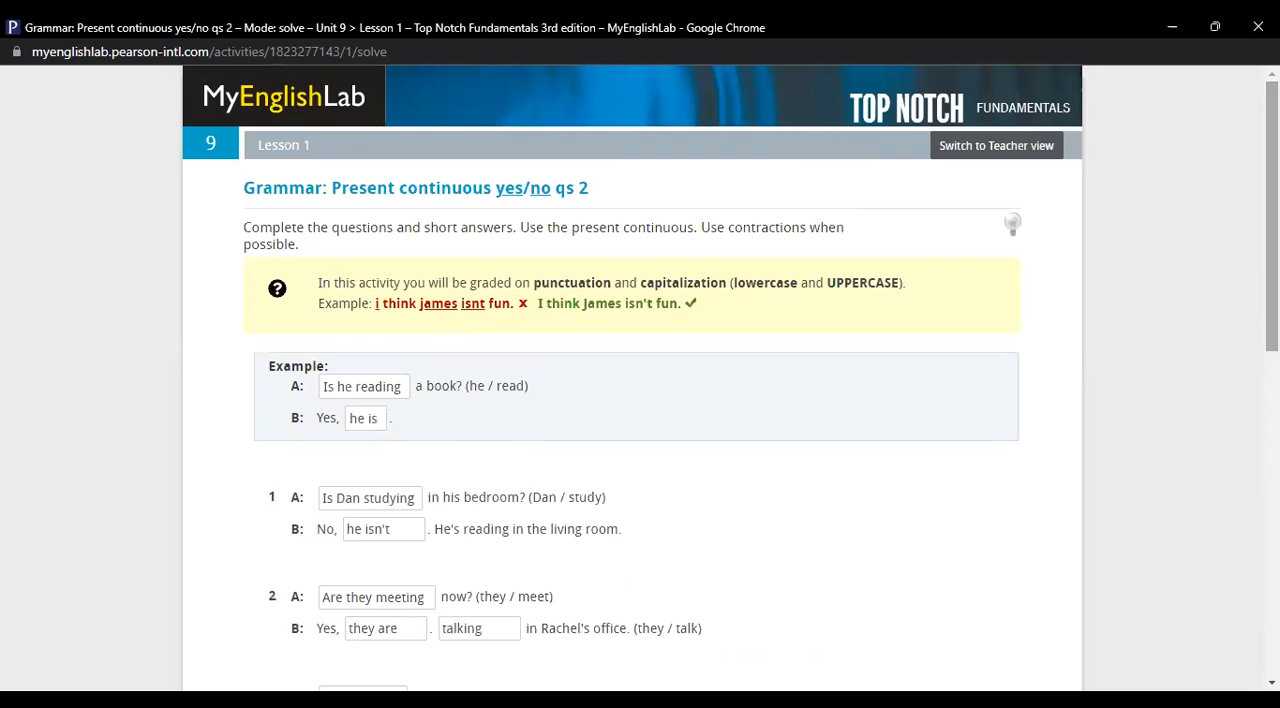 Grammar: Present continuous yes/no qs 2 – Mode: solve – Unit 9 > Lesson 1 – Top Notch Fundamentals 3rd edition – MyEnglishLab - Google Chrome
myenglishlab.pearson-intl.com/activities/1823277143/1/solve
MyEnglishLab
TOP NOTCH FUNDAMENTALS
9 Lesson 1 Switch to Teacher view
Grammar: Present continuous yes/no qs 2
Complete the questions and short answers. Use the present continuous. Use contractions when
possible.
In this activity you will be graded on punctuation and capitalization (lowercase and UPPERCASE).
Example: i think james isnt fun. ✗ I think James isn't fun. ✓
Example:
A: Is he reading a book? (he / read)
B: Yes, he is .
1 A: Is Dan studying in his bedroom? (Dan / study)
B: No, he isn't . He's reading in the living room.
2 A: Are they meeting now? (they / meet)
B: Yes, they are . talking in Rachel's office. (they / talk)